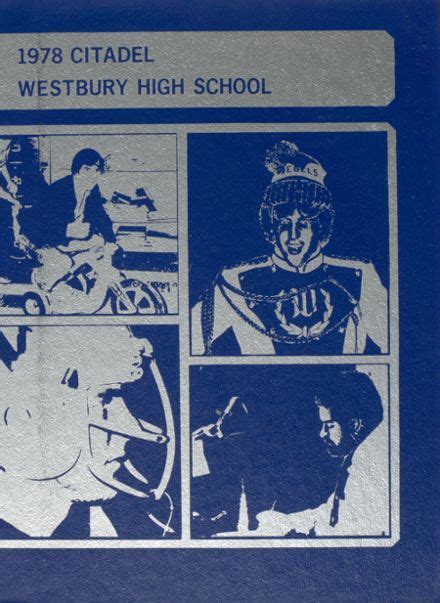 1978 CITADEL
WESTBURY HIGH SCHOOL
REBELS
W